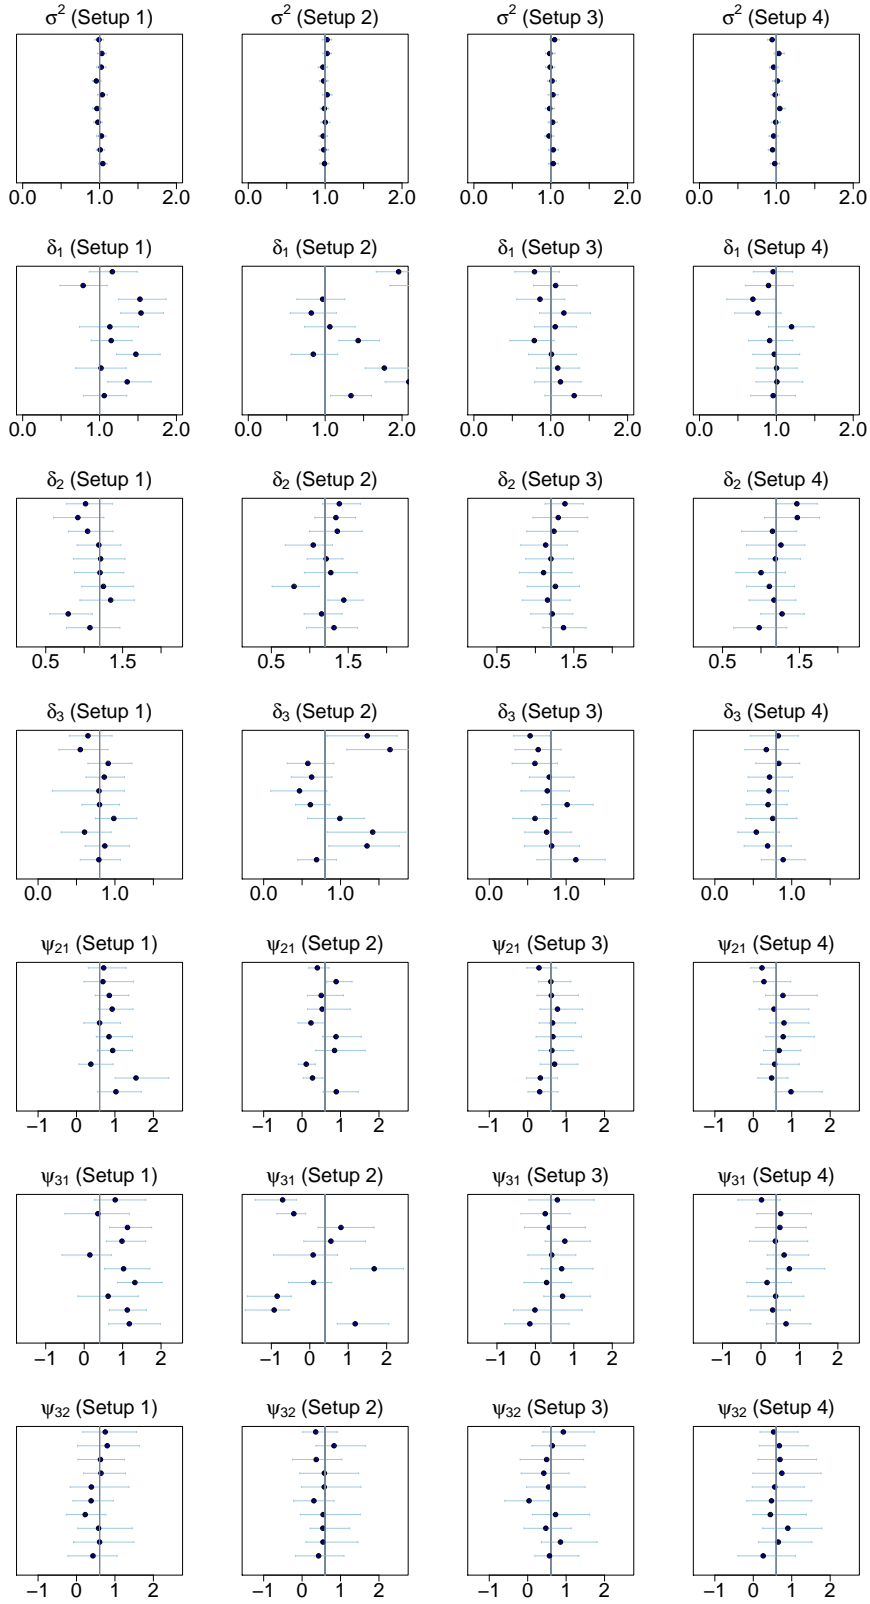 σ² (Setup 1) σ² (Setup 2) σ² (Setup 3) σ² (Setup 4)
0.0 1.0 2.0 0.0 1.0 2.0 0.0 1.0 2.0 0.0 1.0 2.0
δ₁ (Setup 1) δ₁ (Setup 2) δ₁ (Setup 3) δ₁ (Setup 4)
0.0 1.0 2.0 0.0 1.0 2.0 0.0 1.0 2.0 0.0 1.0 2.0
δ₂ (Setup 1) δ₂ (Setup 2) δ₂ (Setup 3) δ₂ (Setup 4)
0.5 1.5 0.5 1.5 0.5 1.5 0.5 1.5
δ₃ (Setup 1) δ₃ (Setup 2) δ₃ (Setup 3) δ₃ (Setup 4)
0.0 1.0 0.0 1.0 0.0 1.0 0.0 1.0
ψ₂₁ (Setup 1) ψ₂₁ (Setup 2) ψ₂₁ (Setup 3) ψ₂₁ (Setup 4)
−1 0 1 2 −1 0 1 2 −1 0 1 2 −1 0 1 2
ψ₃₁ (Setup 1) ψ₃₁ (Setup 2) ψ₃₁ (Setup 3) ψ₃₁ (Setup 4)
−1 0 1 2 −1 0 1 2 −1 0 1 2 −1 0 1 2
ψ₃₂ (Setup 1) ψ₃₂ (Setup 2) ψ₃₂ (Setup 3) ψ₃₂ (Setup 4)
−1 0 1 2 −1 0 1 2 −1 0 1 2 −1 0 1 2